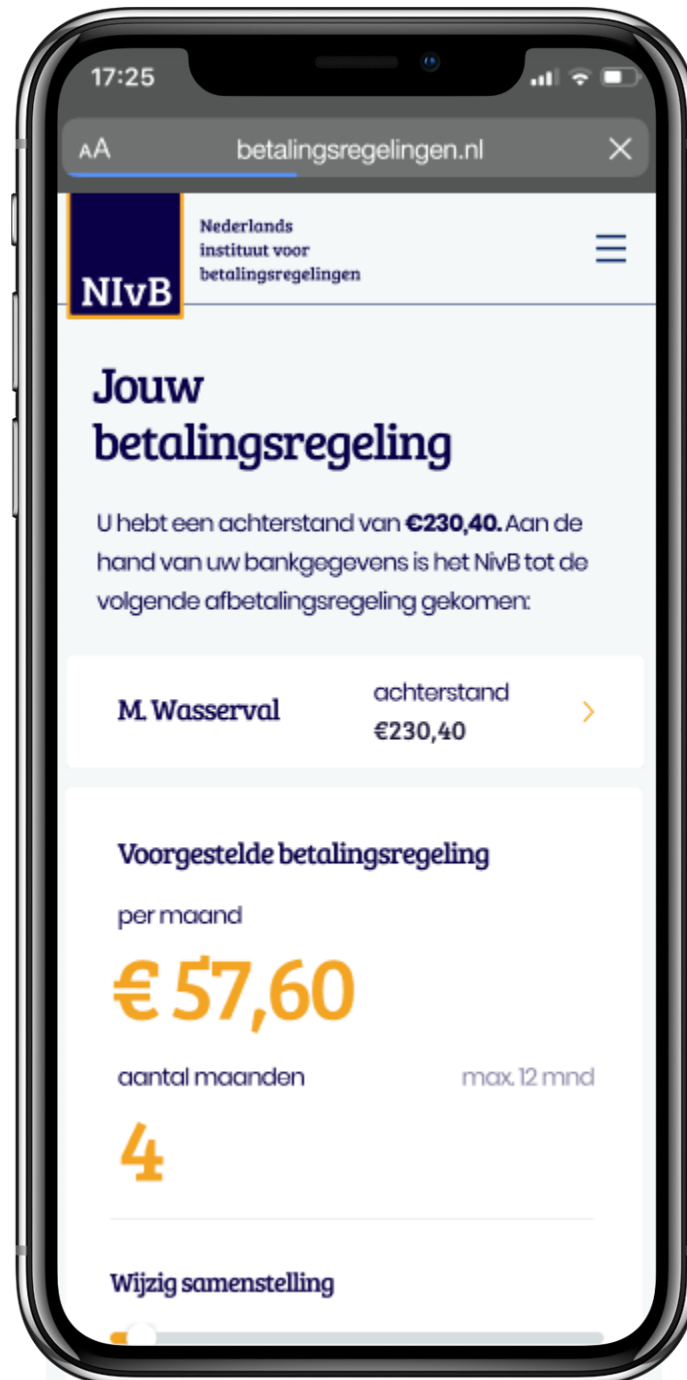 17:25
AA betalingsregelingen.nl
NIvB
Nederlands
instituut voor
betalingsregelingen
Jouw
betalingsregeling
U hebt een achterstand van €230,40. Aan de
hand van uw bankgegevens is het NivB tot de
volgende afbetalingsregeling gekomen:
M. Wasserval
achterstand
€230,40
Voorgestelde betalingsregeling
per maand
€ 57,60
aantal maanden max. 12 mnd
4
Wijzig samenstelling